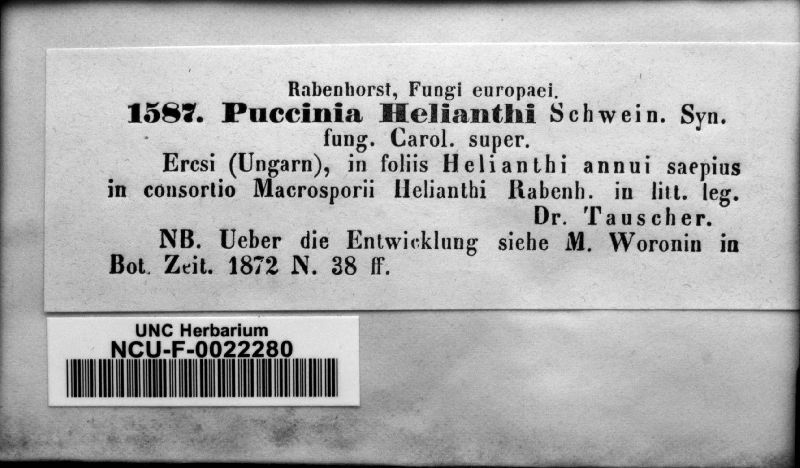 Rabenhorst, Fungi europaei.
1587. Puccinia Helianthi Schwein. Syn.
fung. Carol. super.
Ercsi (Ungarn), in foliis Helianthi annui saepius
in consortio Macrosporii Helianthi Rabenh. in litt. leg.
Dr. Tauscher.
NB. Ueber die Entwicklung siehe M. Woronin in
Bot. Zeit. 1872 N. 38 ff.
UNC Herbarium
NCU-F-0022280